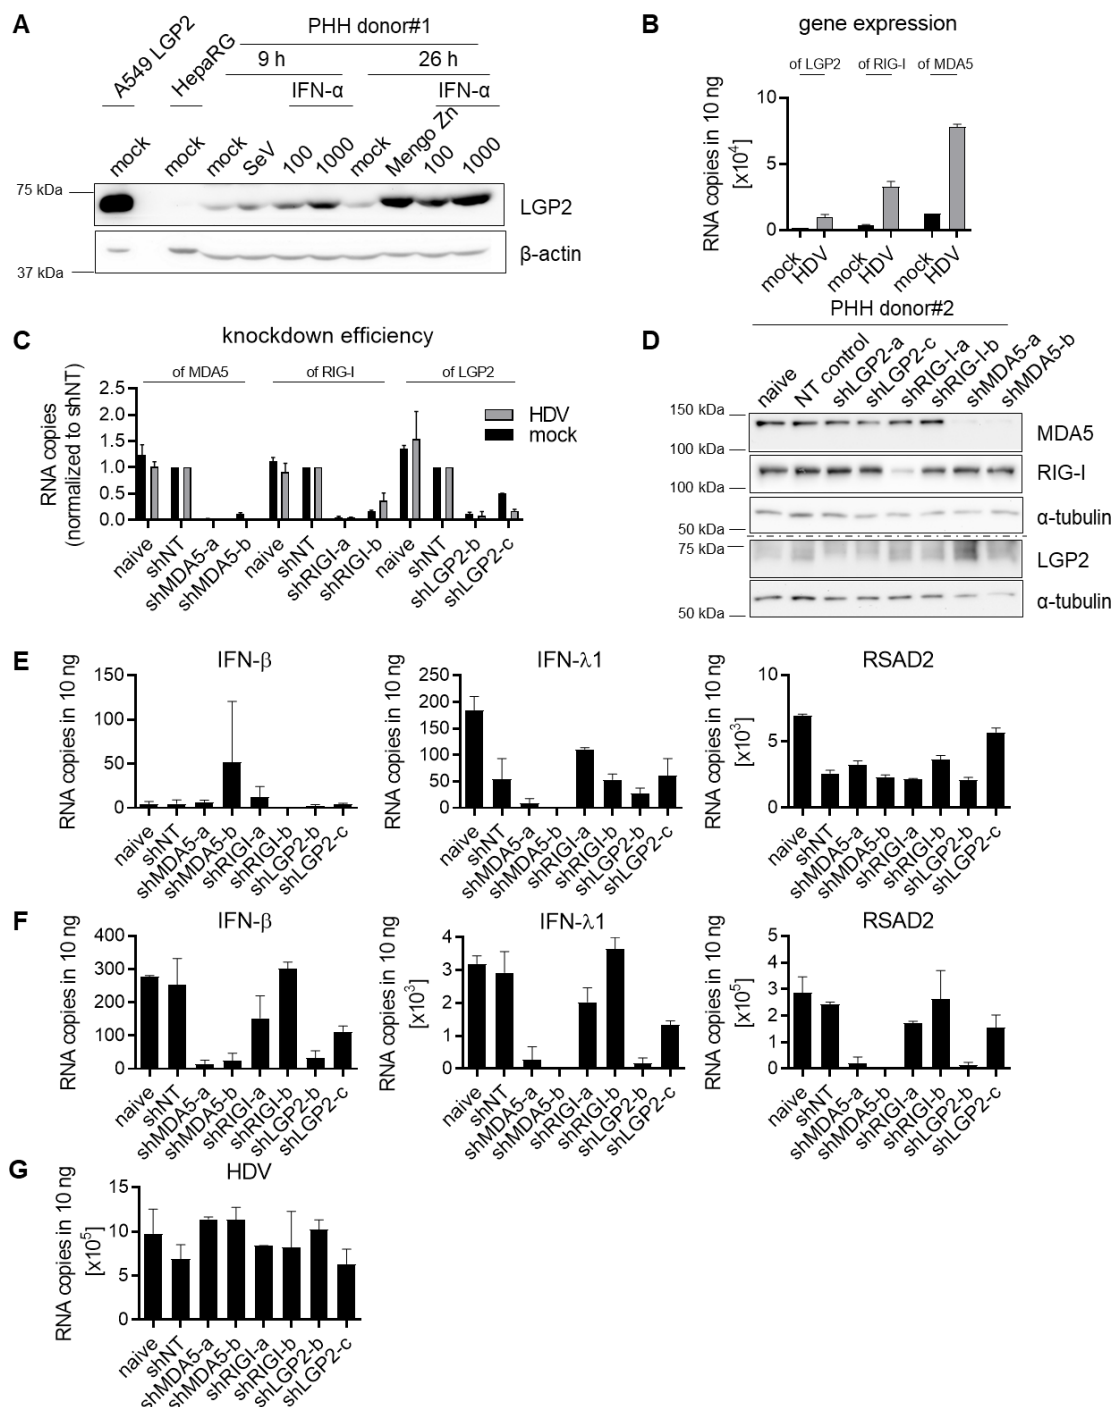 A
A549 LGP2
HepaRG
PHH donor#1
9 h
26 h
IFN-α
IFN-α
mock
mock
mock
SeV
100
1000
mock
Mengo Zn
100
1000
75 kDa
LGP2
β-actin
37 kDa
B
gene expression
of LGP2
of RIG-I
of MDA5
RNA copies in 10 ng
[x10⁴]
10
5
0
mock
HDV
mock
HDV
mock
HDV
C
knockdown efficiency
of MDA5
of RIG-I
of LGP2
RNA copies
(normalized to shNT)
2.5
2.0
1.5
1.0
0.5
0.0
HDV
mock
naive
shNT
shMDA5-a
shMDA5-b
naive
shNT
shRIGI-a
shRIGI-b
naive
shNT
shLGP2-b
shLGP2-c
D
PHH donor#2
naive
NT control
shLGP2-a
shLGP2-c
shRIG-I-a
shRIG-I-b
shMDA5-a
shMDA5-b
150 kDa
MDA5
100 kDa
RIG-I
100 kDa
α-tubulin
50 kDa
75 kDa
LGP2
α-tubulin
50 kDa
E
IFN-β
RNA copies in 10 ng
150
100
50
0
naive
shNT
shMDA5-a
shMDA5-b
shRIGI-a
shRIGI-b
shLGP2-b
shLGP2-c
IFN-λ1
RNA copies in 10 ng
250
200
150
100
50
0
naive
shNT
shMDA5-a
shMDA5-b
shRIGI-a
shRIGI-b
shLGP2-b
shLGP2-c
RSAD2
RNA copies in 10 ng
[x10³]
10
5
0
naive
shNT
shMDA5-a
shMDA5-b
shRIGI-a
shRIGI-b
shLGP2-b
shLGP2-c
F
IFN-β
RNA copies in 10 ng
400
300
200
100
0
naive
shNT
shMDA5-a
shMDA5-b
shRIGI-a
shRIGI-b
shLGP2-b
shLGP2-c
IFN-λ1
RNA copies in 10 ng
[x10³]
4
3
2
1
0
naive
shNT
shMDA5-a
shMDA5-b
shRIGI-a
shRIGI-b
shLGP2-b
shLGP2-c
RSAD2
RNA copies in 10 ng
[x10⁵]
5
4
3
2
1
0
naive
shNT
shMDA5-a
shMDA5-b
shRIGI-a
shRIGI-b
shLGP2-b
shLGP2-c
G
HDV
RNA copies in 10 ng
[x10⁵]
15
10
5
0
naive
shNT
shMDA5-a
shMDA5-b
shRIGI-a
shRIGI-b
shLGP2-b
shLGP2-c